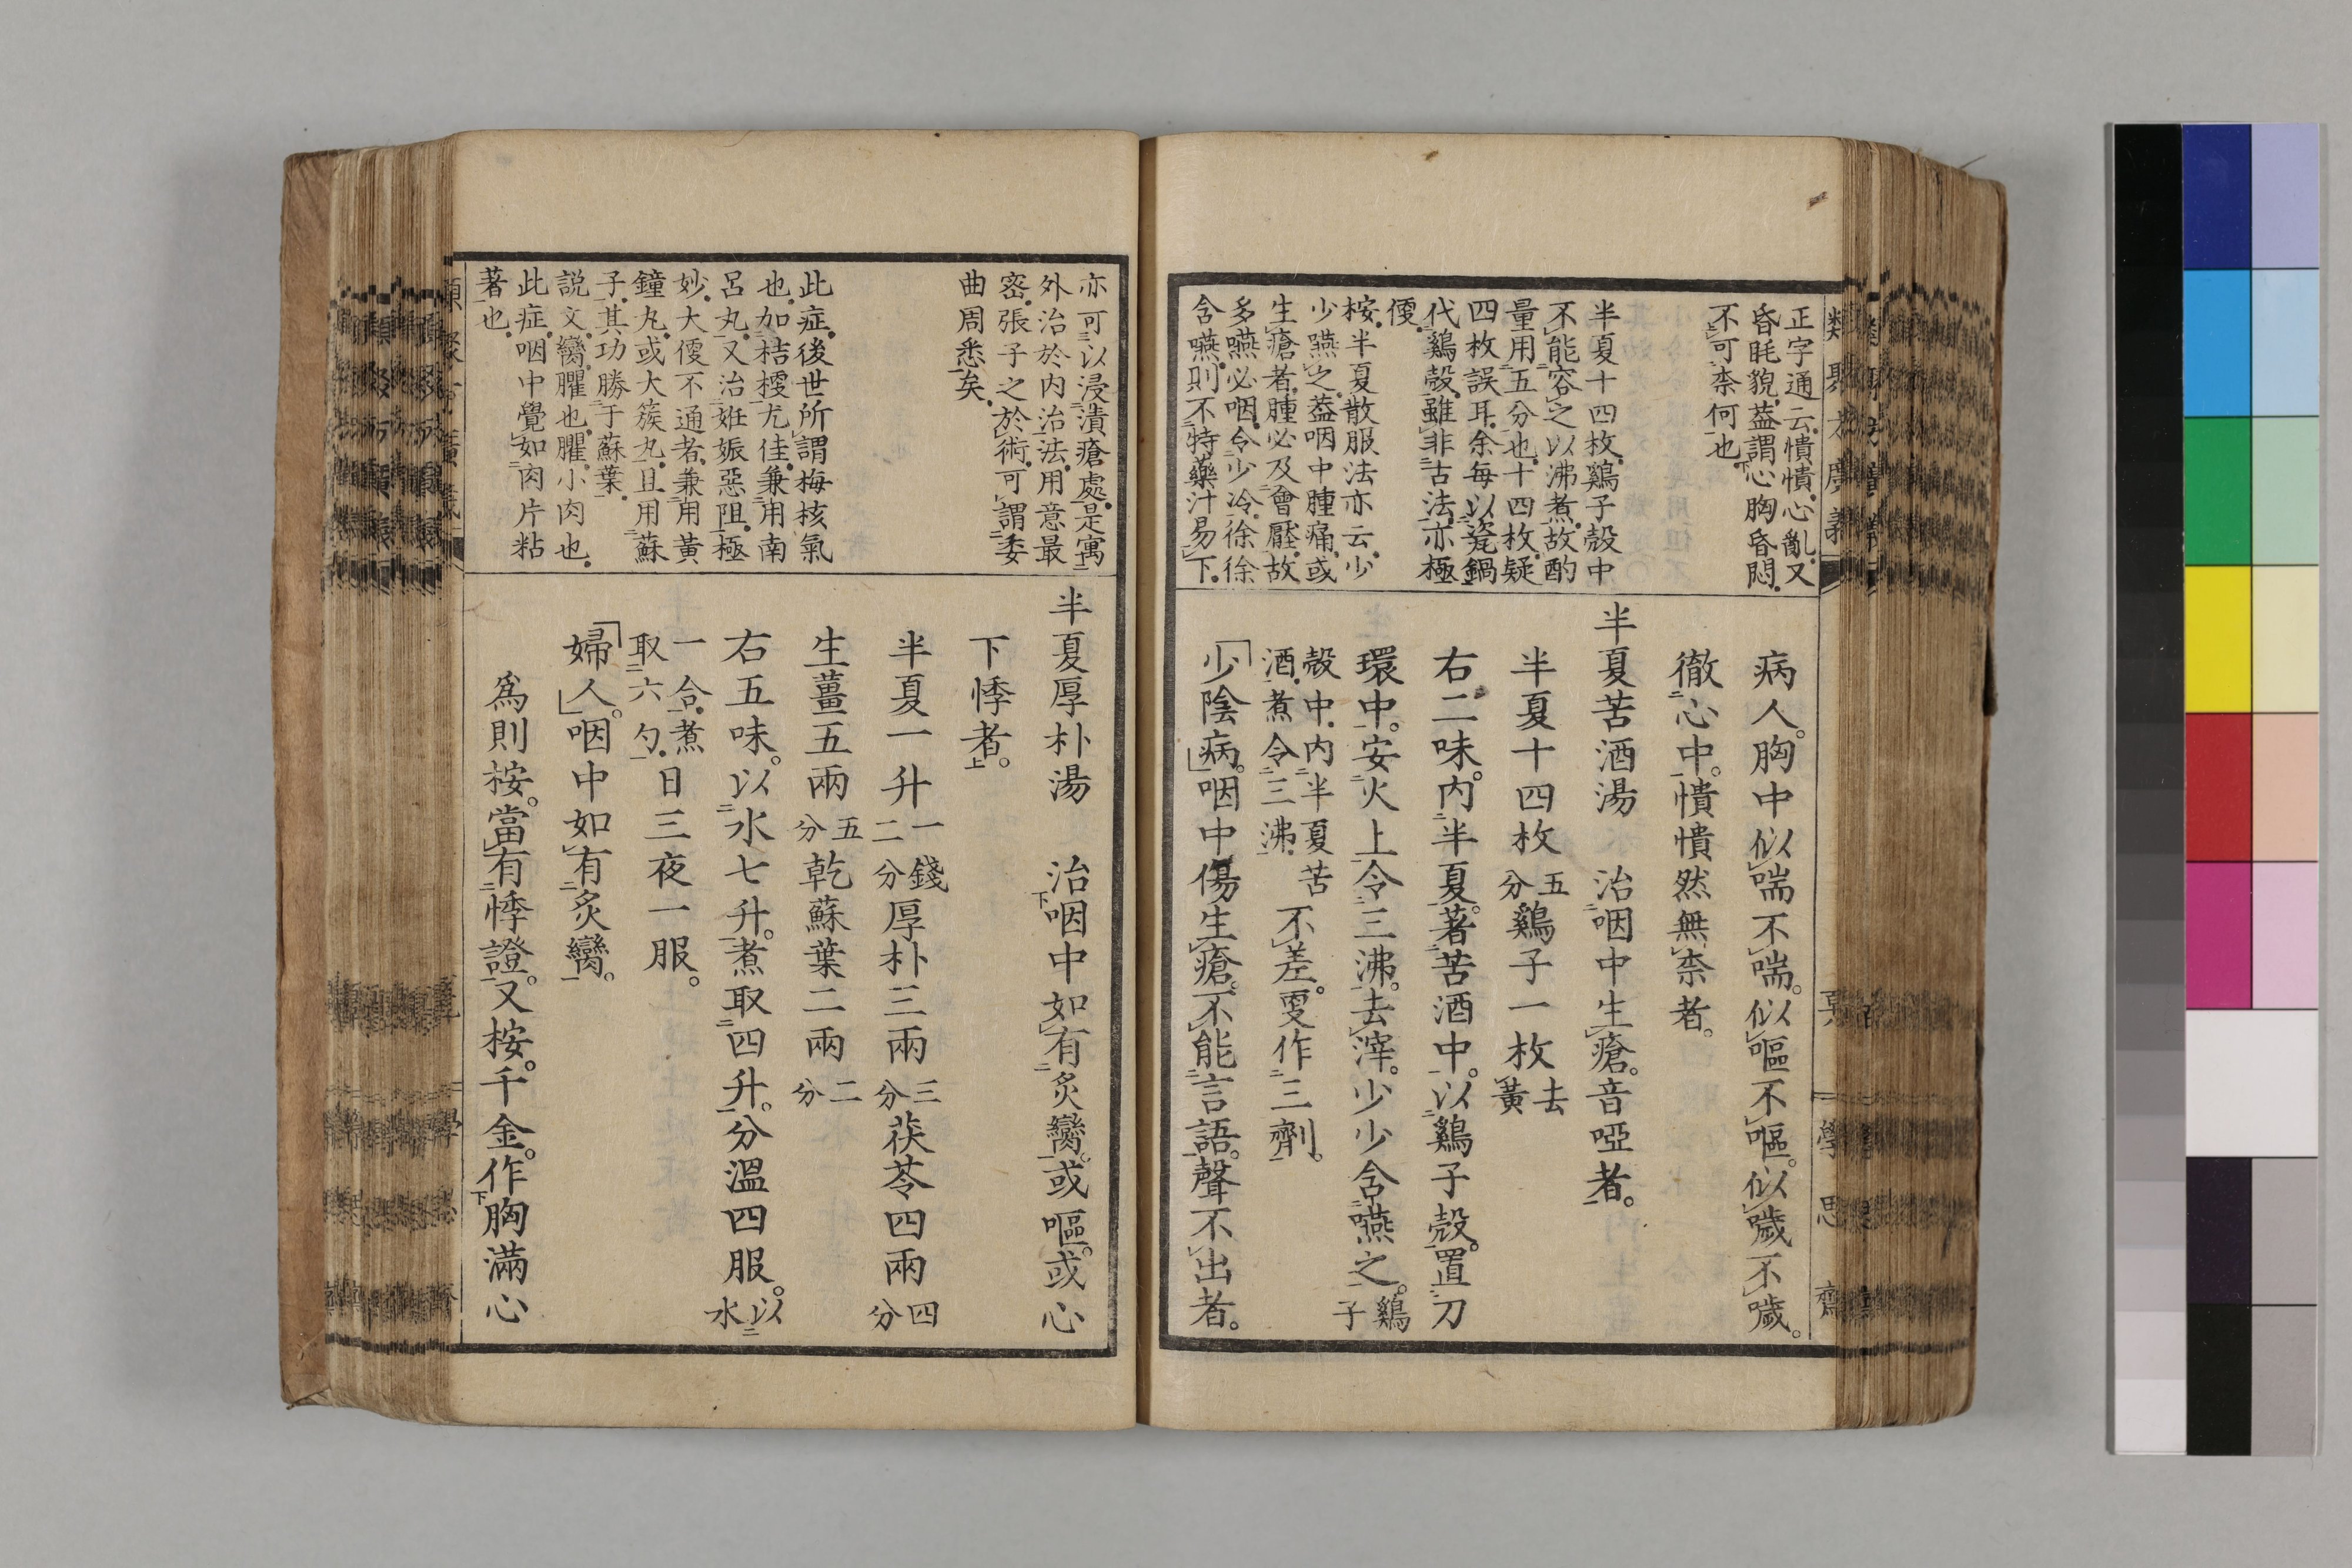 正字通云憒憒心亂又
昏眊貌葢謂心胸昏悶
不可柰何也
半夏十四枚鷄子殼中
不能容之以沸煮故酌
量用五分也十四枚疑
四枚誤耳余每以瓷鍋
代鷄殼雖非古法亦極
便
桉半夏散服法亦云少
少嚥之葢咽中腫痛或
生瘡者腫必及會厭故
多嚥必咽令少冷徐徐
含嚥則不特藥汁易下
病人胸中似喘不喘似嘔不嘔似噦不噦
徹心中憒憒然無柰者
半夏苦酒湯 治咽中生瘡音啞者
半夏十四枚五分鷄子一枚去黃
右二味内半夏著苦酒中以鷄子殼置刀
環中安火上令三沸去滓少少含嚥之鷄子
殼中内半夏苦酒煮令三沸不差更作三劑
少陰病咽中傷生瘡不能言語聲不出者
學思齋
亦可以浸漬瘡處是寓
外治於内治法用意最
密張子之於術可謂委
曲周悉矣
此症後世所謂梅核氣
也加桔梗尤佳兼用南
呂丸又治姙娠惡阻極
妙大便不通者兼用黃
鐘丸或大簇丸且用蘇
子其功勝于蘇葉
説文臠臞也臞小肉也
此症咽中覺如肉片粘
著也
半夏厚朴湯 治咽中如有炙臠或嘔或心
下悸者
半夏一升一錢二分厚朴三兩三分茯苓四兩四分
生薑五兩五分乾蘇葉二兩二分
右五味以水七升煮取四升分溫四服以水
一合煮取六勺日三夜一服
婦人咽中如有炙臠
爲則桉當有悸證又桉千金作胸滿心